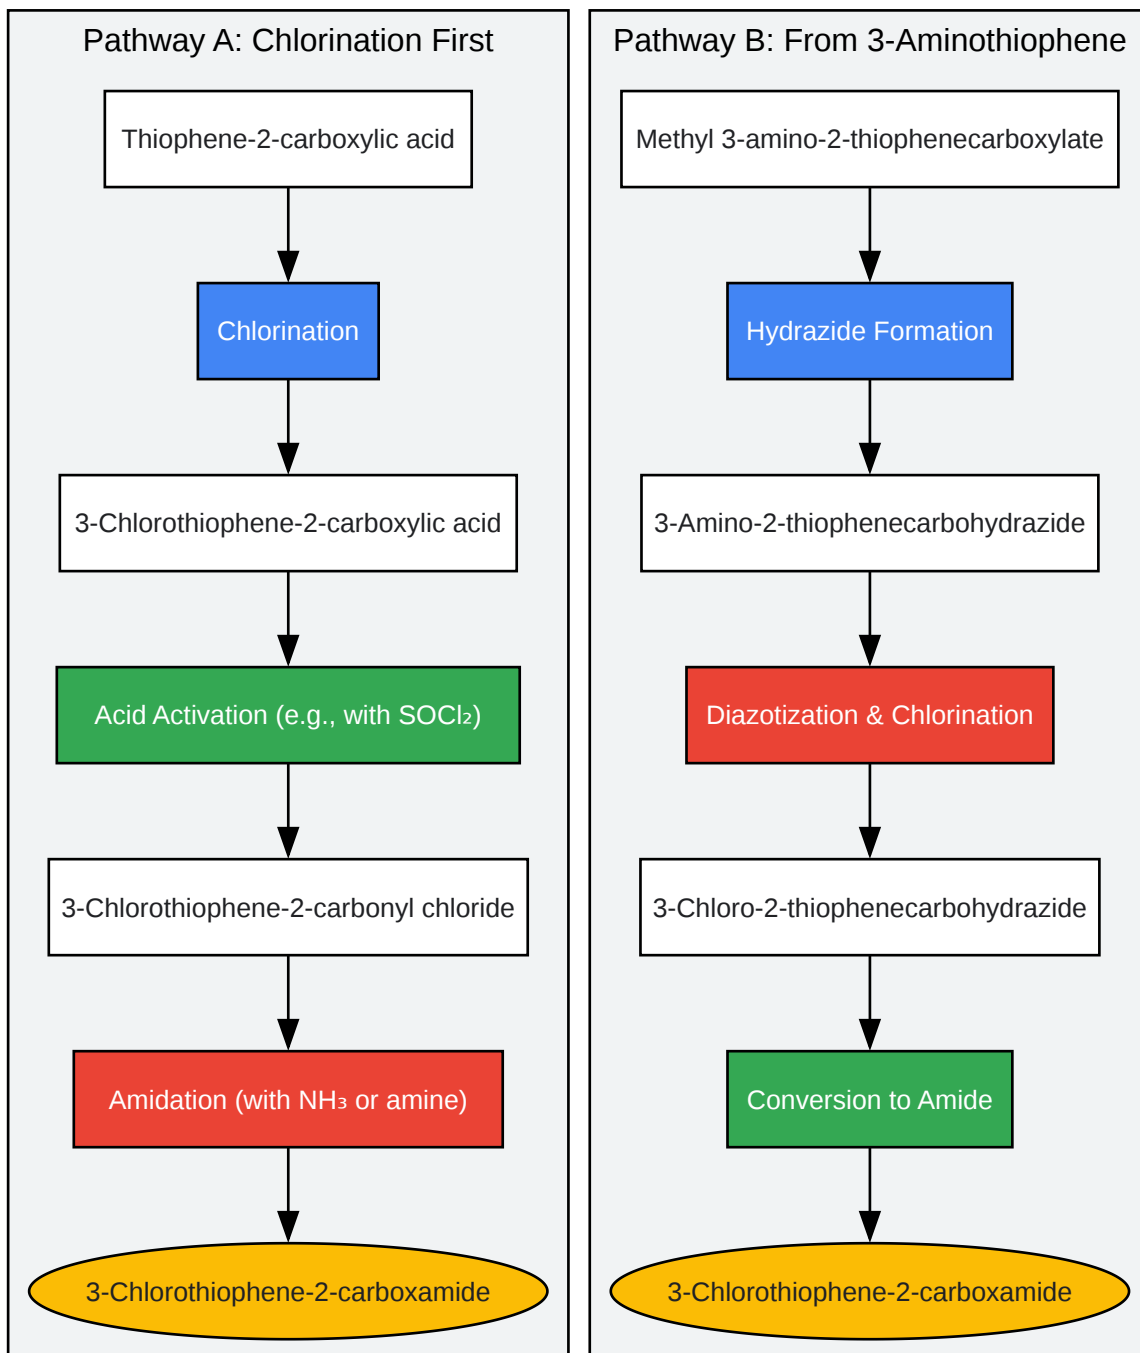 Pathway A: Chlorination First
Thiophene-2-carboxylic acid
Chlorination
3-Chlorothiophene-2-carboxylic acid
Acid Activation (e.g., with SOCl₂)
3-Chlorothiophene-2-carbonyl chloride
Amidation (with NH₃ or amine)
3-Chlorothiophene-2-carboxamide
Pathway B: From 3-Aminothiophene
Methyl 3-amino-2-thiophenecarboxylate
Hydrazide Formation
3-Amino-2-thiophenecarbohydrazide
Diazotization & Chlorination
3-Chloro-2-thiophenecarbohydrazide
Conversion to Amide
3-Chlorothiophene-2-carboxamide